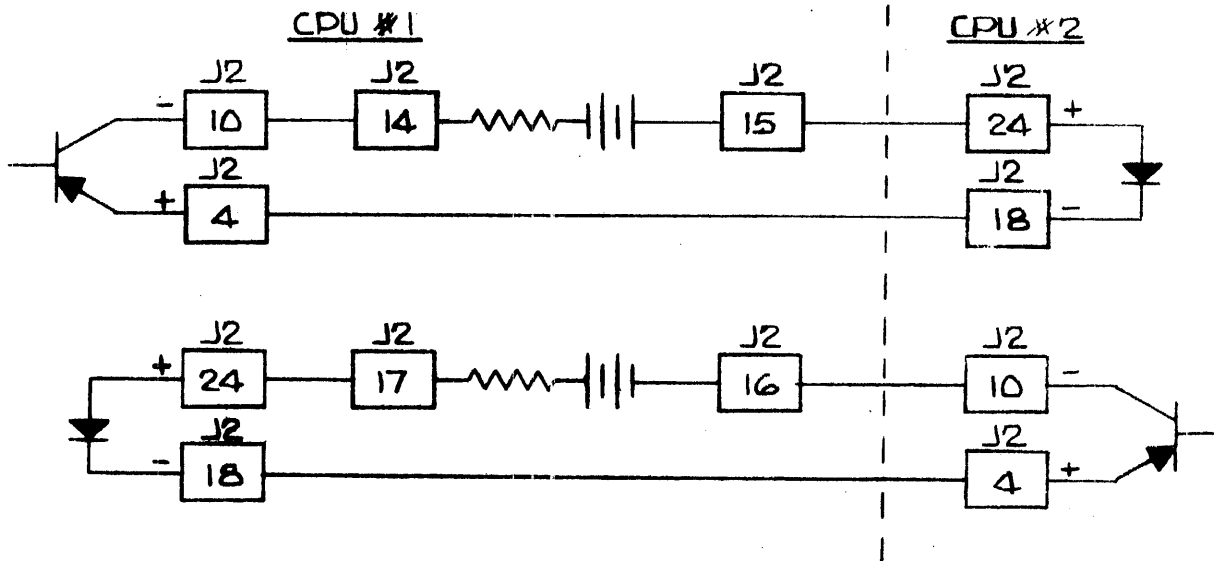 CPU #1
CPU #2
J2 J2 J2 J2
- 10 14 15 24 +
J2 J2
+ 4 18 -
J2 J2 J2 J2
+ 24 17 16 10 -
J2 J2
- 18 4 +